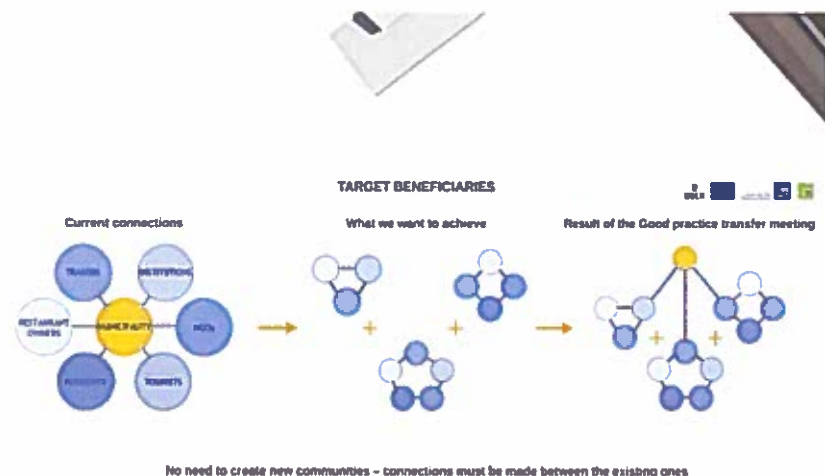 TARGET BENEFICIARIES
Current connections
What we want to achieve
Result of the Good practice transfer meeting
TRADERS
INSTITUTIONS
RESTAURANT
OWNERS
MUNICIPALITY
NGOs
TOURISTS
No need to create new communities – connections must be made between the existing ones